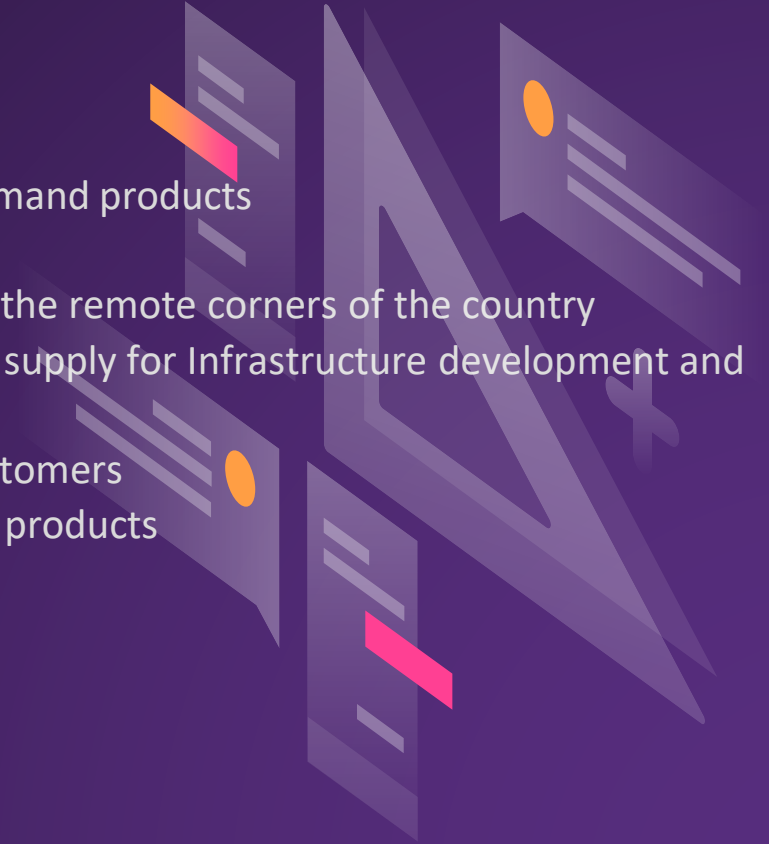 mand products
the remote corners of the country
supply for Infrastructure development and
tomers
products